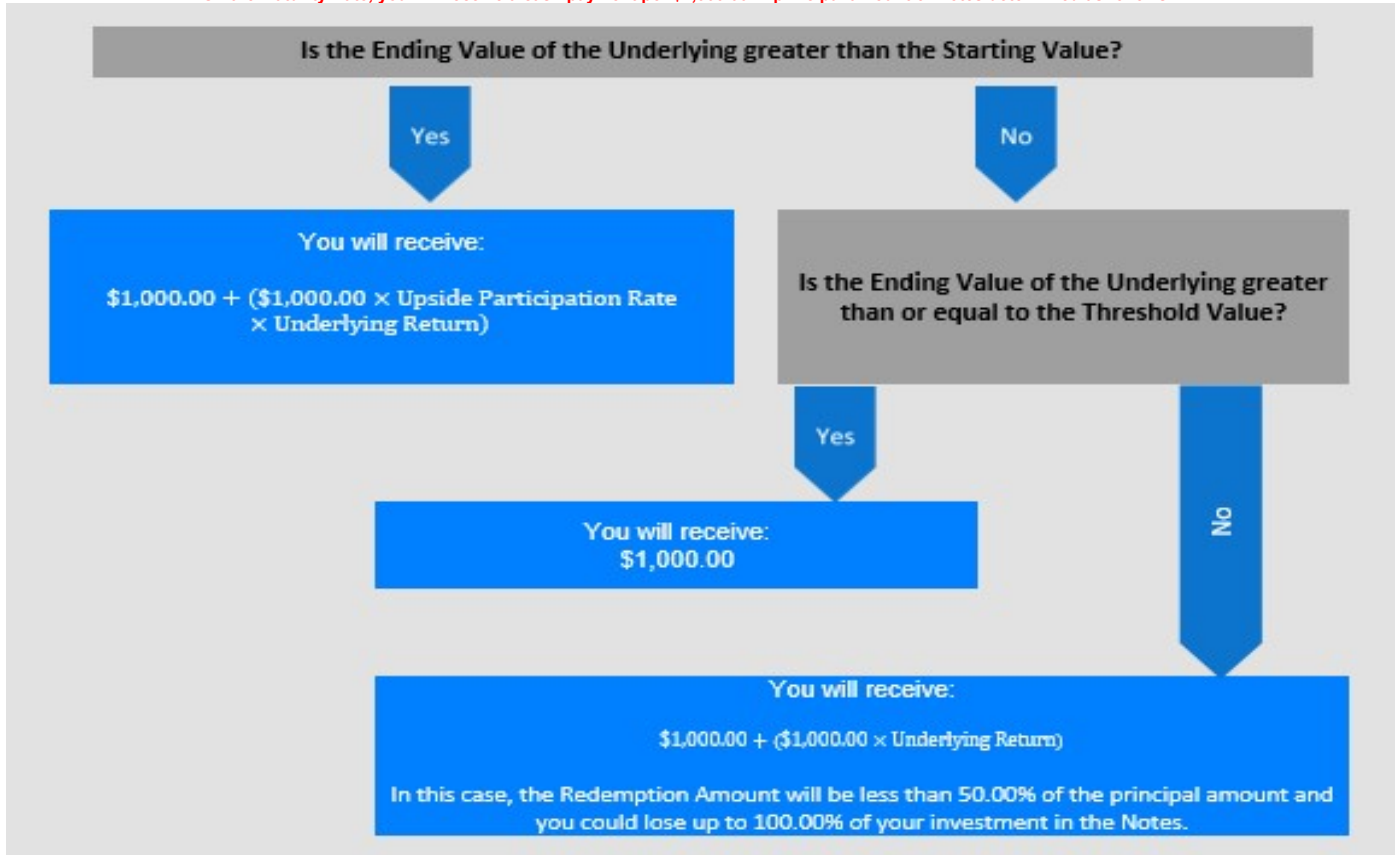 Is the Ending Value of the Underlying greater than the Starting Value?
Yes
No
You will receive:
$1,000.00 + ($1,000.00 × Upside Participation Rate
× Underlying Return)
Is the Ending Value of the Underlying greater
than or equal to the Threshold Value?
Yes
No
You will receive:
$1,000.00
You will receive:
$1,000.00 + ($1,000.00 × Underlying Return)
In this case, the Redemption Amount will be less than 50.00% of the principal amount and
you could lose up to 100.00% of your investment in the Notes.